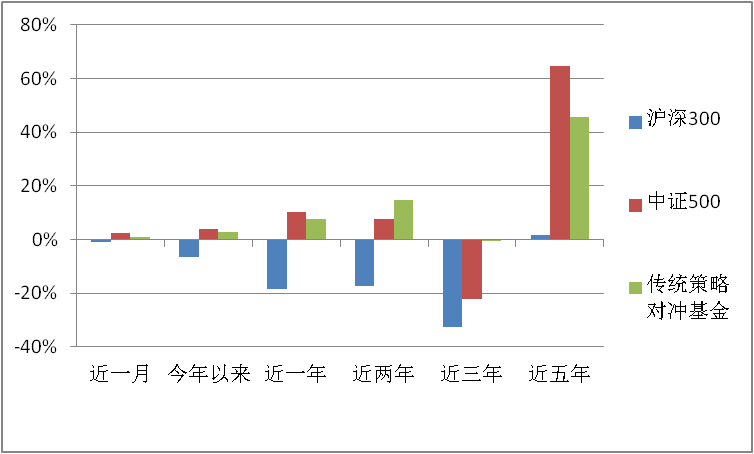 80%
60%
40%
20%
0%
-20%
-40%
近一月
今年以来
近一年
近两年
近三年
近五年
沪深300
中证500
传统策略
对冲基金